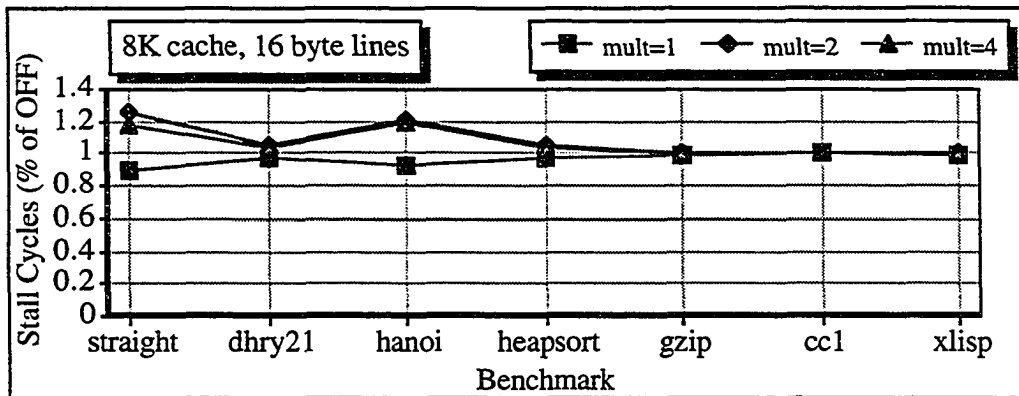 8K cache, 16 byte lines
mult=1 mult=2 mult=4
Stall Cycles (% of OFF)
1.4
1.2
1
0.8
0.6
0.4
0.2
0
straight dhry21 hanoi heapsort gzip cc1 xlisp
Benchmark